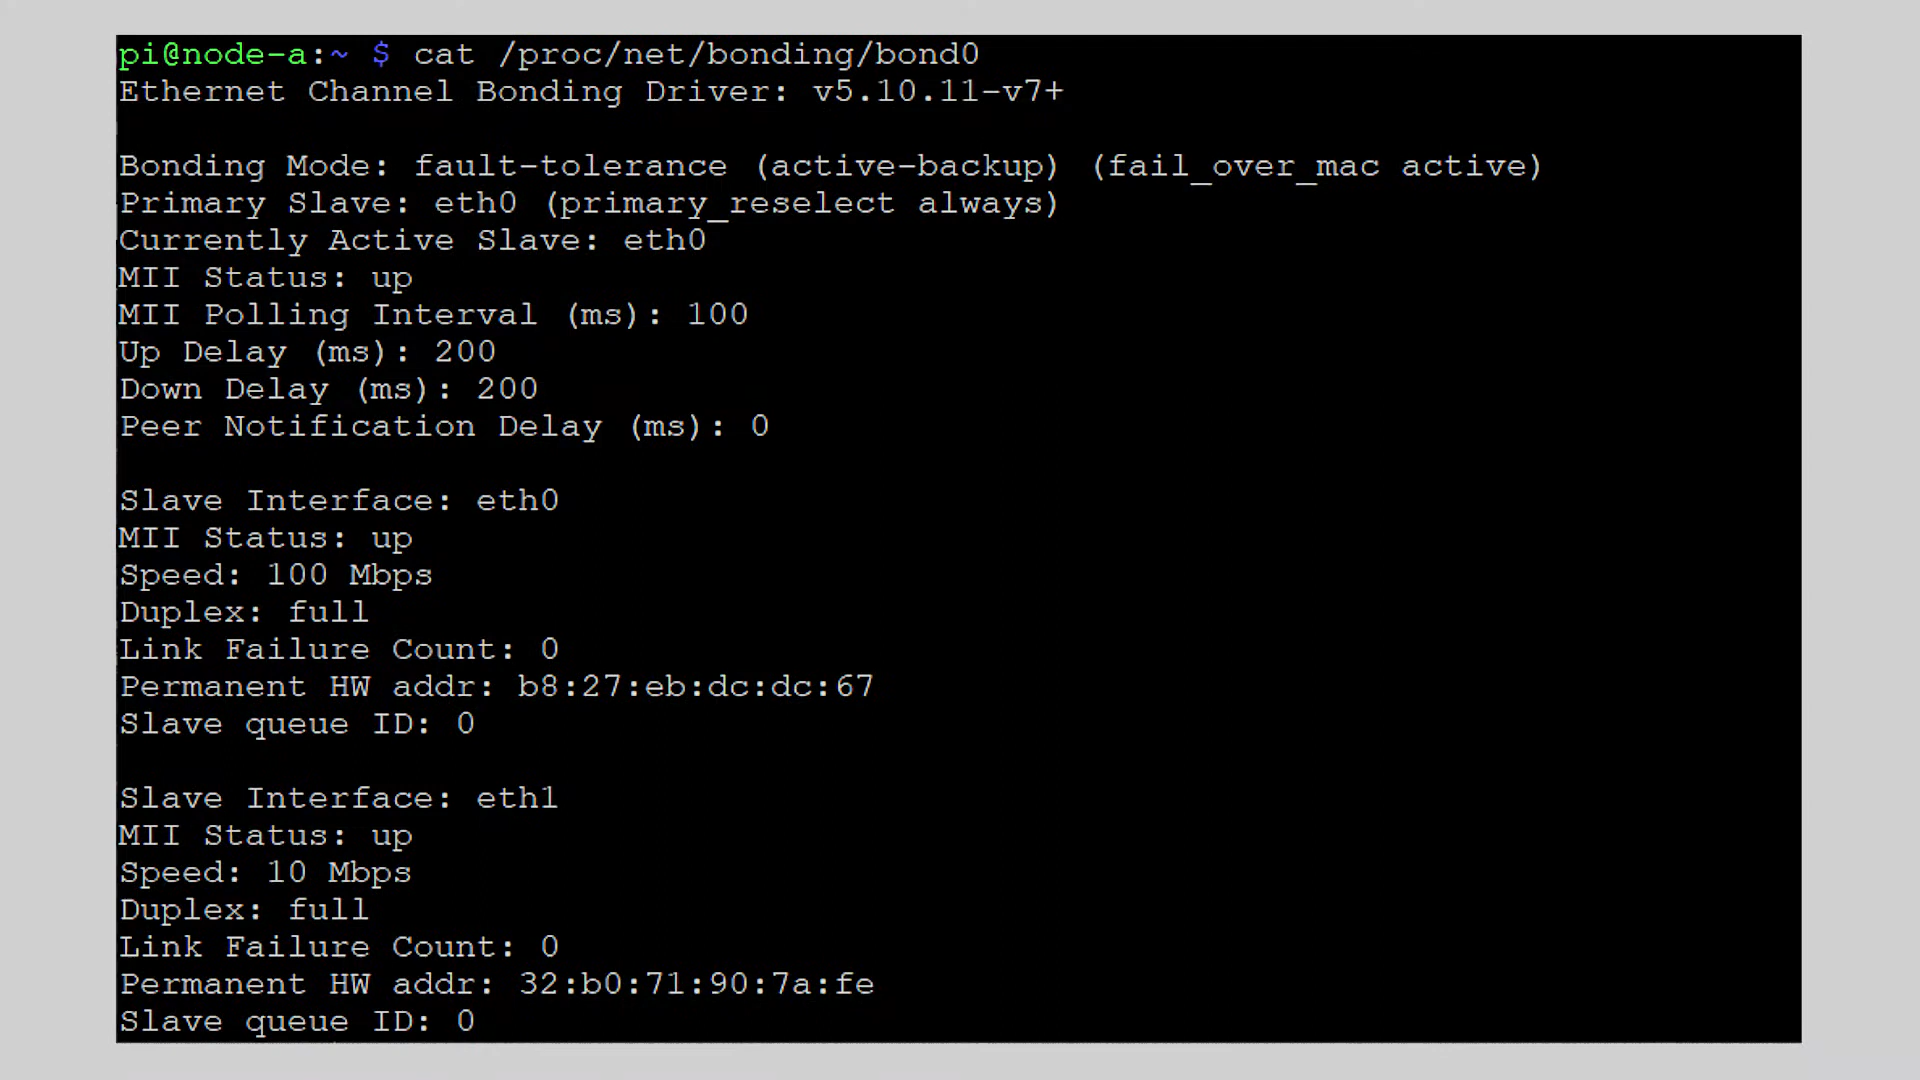 pi@node-a:~ $ cat /proc/net/bonding/bond0
Ethernet Channel Bonding Driver: v5.10.11-v7+
Bonding Mode: fault-tolerance (active-backup) (fail_over_mac active)
Primary Slave: eth0 (primary_reselect always)
Currently Active Slave: eth0
MII Status: up
MII Polling Interval (ms): 100
Up Delay (ms): 200
Down Delay (ms): 200
Peer Notification Delay (ms): 0
Slave Interface: eth0
MII Status: up
Speed: 100 Mbps
Duplex: full
Link Failure Count: 0
Permanent HW addr: b8:27:eb:dc:dc:67
Slave queue ID: 0
Slave Interface: eth1
MII Status: up
Speed: 10 Mbps
Duplex: full
Link Failure Count: 0
Permanent HW addr: 32:b0:71:90:7a:fe
Slave queue ID: 0